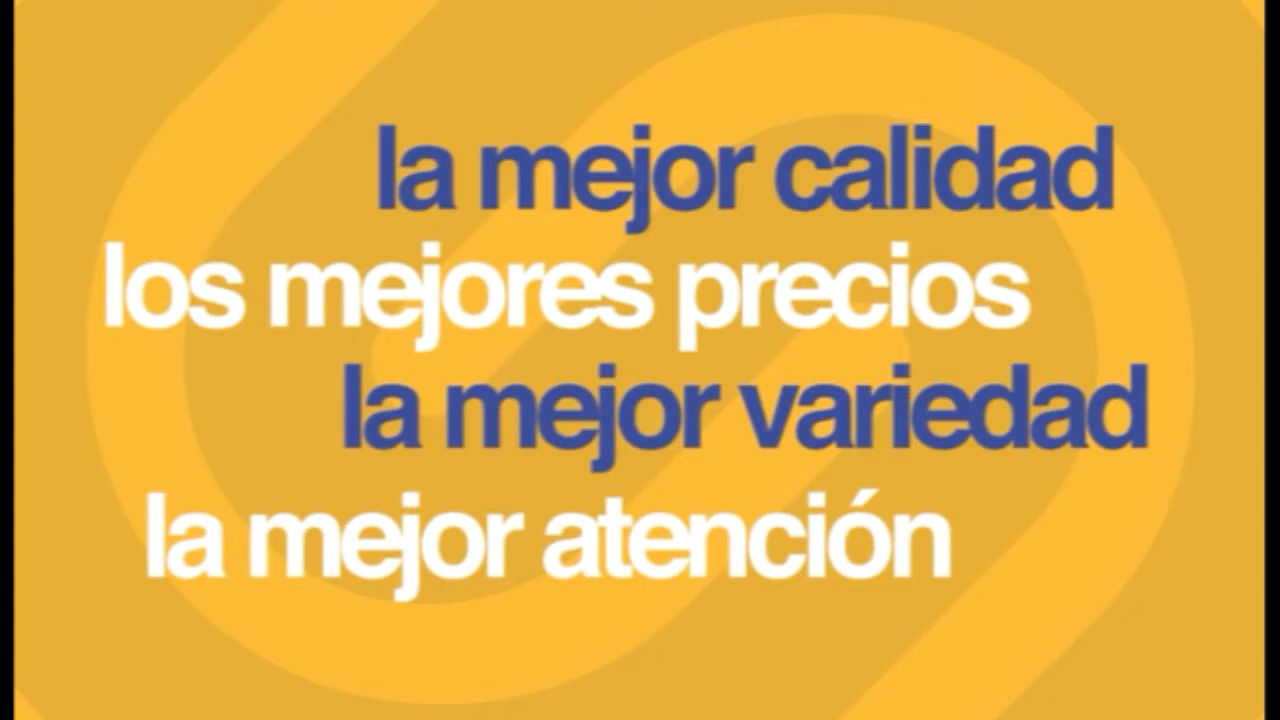 la mejor calidad
los mejores precios
la mejor variedad
la mejor atención